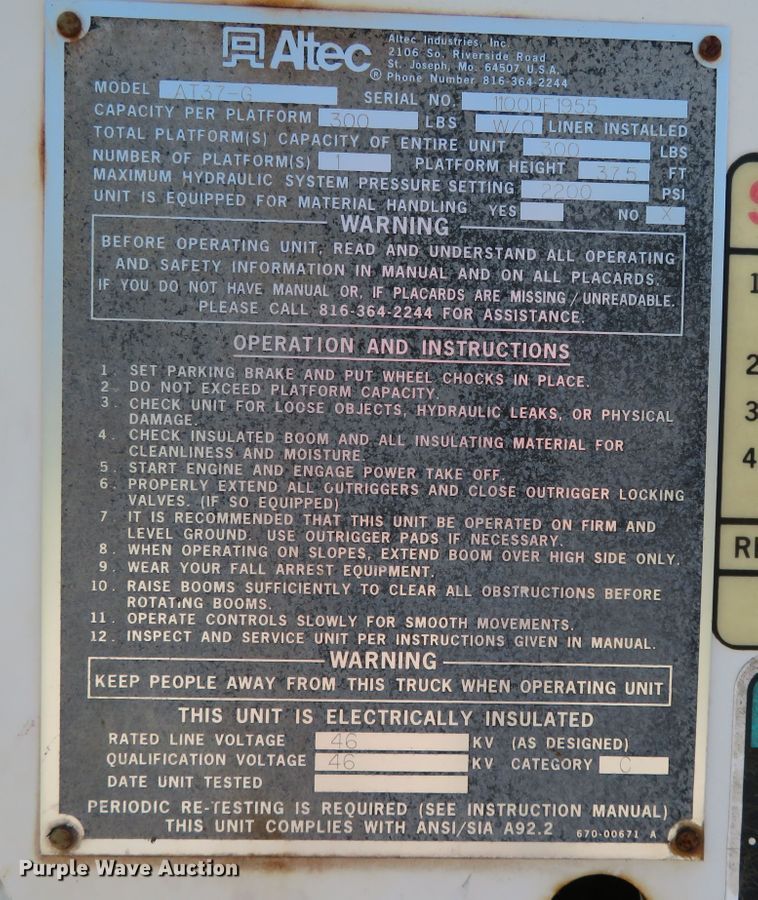 Altec
Altec Industries, Inc.
2106 So. Riverside Road
St. Joseph, Mo. 64507 U.S.A.
® Phone Number 816-364-2244
MODEL AT37-G SERIAL NO. 1100DF1955
CAPACITY PER PLATFORM 300 LBS W/O LINER INSTALLED
TOTAL PLATFORM(S) CAPACITY OF ENTIRE UNIT 300 LBS
NUMBER OF PLATFORM(S) 1 PLATFORM HEIGHT 37.5 FT
MAXIMUM HYDRAULIC SYSTEM PRESSURE SETTING 2200 PSI
UNIT IS EQUIPPED FOR MATERIAL HANDLING YES NO X
WARNING
BEFORE OPERATING UNIT, READ AND UNDERSTAND ALL OPERATING
AND SAFETY INFORMATION IN MANUAL AND ON ALL PLACARDS.
IF YOU DO NOT HAVE MANUAL OR, IF PLACARDS ARE MISSING/UNREADABLE.
PLEASE CALL 816-364-2244 FOR ASSISTANCE.
OPERATION AND INSTRUCTIONS
1. SET PARKING BRAKE AND PUT WHEEL CHOCKS IN PLACE.
2 DO NOT EXCEED PLATFORM CAPACITY.
3. CHECK UNIT FOR LOOSE OBJECTS, HYDRAULIC LEAKS, OR PHYSICAL
DAMAGE.
4. CHECK INSULATED BOOM AND ALL INSULATING MATERIAL FOR
CLEANLINESS AND MOISTURE.
5. START ENGINE AND ENGAGE POWER TAKE OFF.
6. PROPERLY EXTEND ALL OUTRIGGERS AND CLOSE OUTRIGGER LOCKING
VALVES. (IF SO EQUIPPED)
7. IT IS RECOMMENDED THAT THIS UNIT BE OPERATED ON FIRM AND
LEVEL GROUND. USE OUTRIGGER PADS IF NECESSARY.
8. WHEN OPERATING ON SLOPES, EXTEND BOOM OVER HIGH SIDE ONLY.
9. WEAR YOUR FALL ARREST EQUIPMENT.
10. RAISE BOOMS SUFFICIENTLY TO CLEAR ALL OBSTRUCTIONS BEFORE
ROTATING BOOMS.
11. OPERATE CONTROLS SLOWLY FOR SMOOTH MOVEMENTS.
12. INSPECT AND SERVICE UNIT PER INSTRUCTIONS GIVEN IN MANUAL.
WARNING
KEEP PEOPLE AWAY FROM THIS TRUCK WHEN OPERATING UNIT
THIS UNIT IS ELECTRICALLY INSULATED
RATED LINE VOLTAGE 46 KV (AS DESIGNED)
QUALIFICATION VOLTAGE 46 KV CATEGORY C
DATE UNIT TESTED
PERIODIC RE-TESTING IS REQUIRED (SEE INSTRUCTION MANUAL)
THIS UNIT COMPLIES WITH ANSI/SIA A92.2 670-00671 A
1
2
3
4
Purple Wave Auction